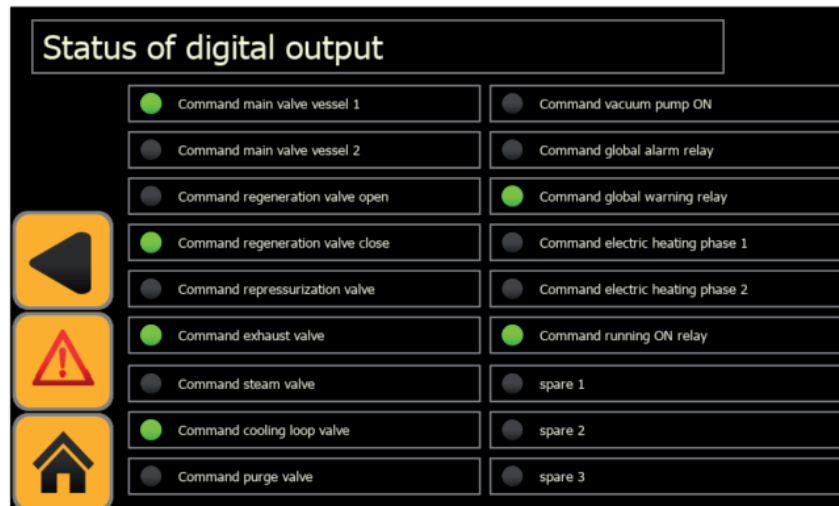 Status of digital output
Command main valve vessel 1
Command vacuum pump ON
Command main valve vessel 2
Command global alarm relay
Command regeneration valve open
Command global warning relay
Command regeneration valve close
Command electric heating phase 1
Command repressurization valve
Command electric heating phase 2
Command exhaust valve
Command running ON relay
Command steam valve
spare 1
Command cooling loop valve
spare 2
Command purge valve
spare 3